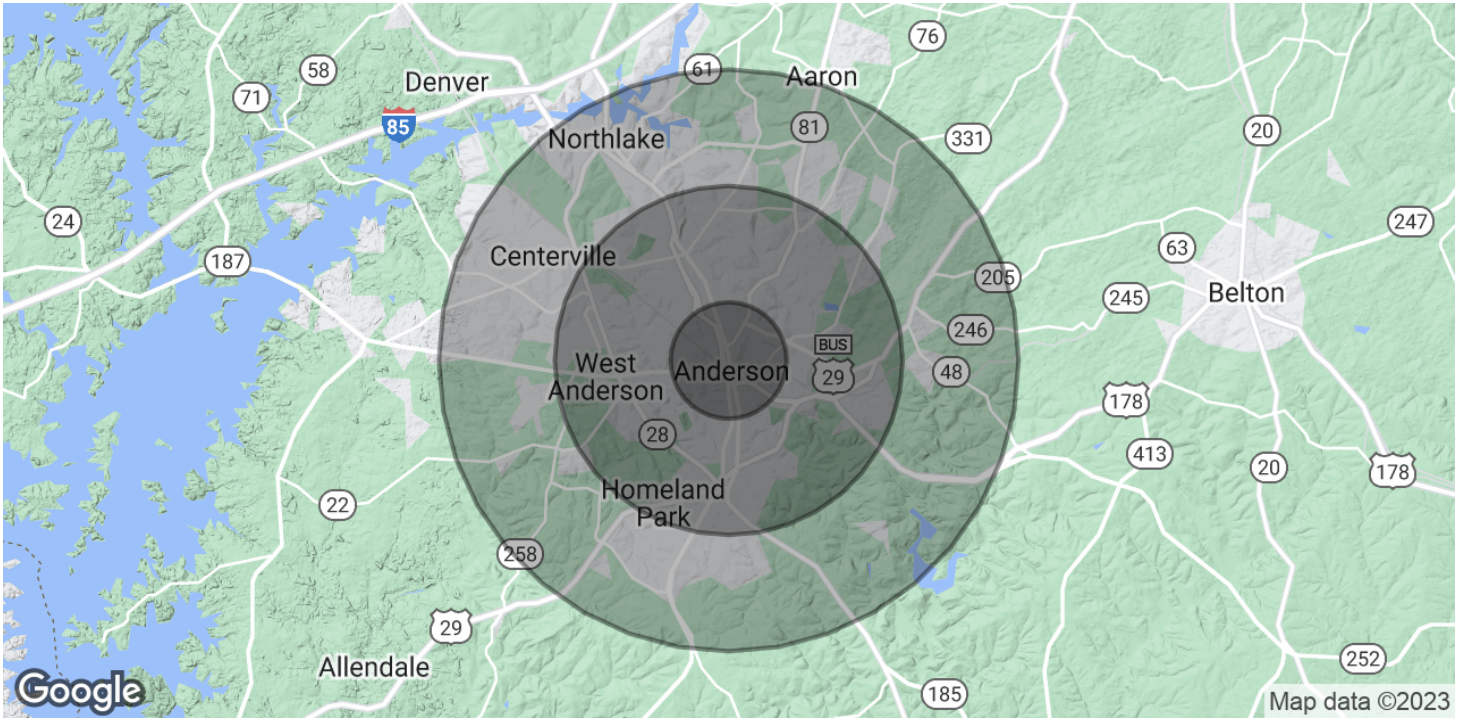 76
61
58
Aaron
Denver
71
85
81
20
Northlake
331
24
247
63
Centerville
187
205
Belton
245
246
BUS
29
West
Anderson
Anderson
48
178
28
413
20
178
Homeland
Park
22
258
29
Allendale
252
185
Google
Map data ©2023